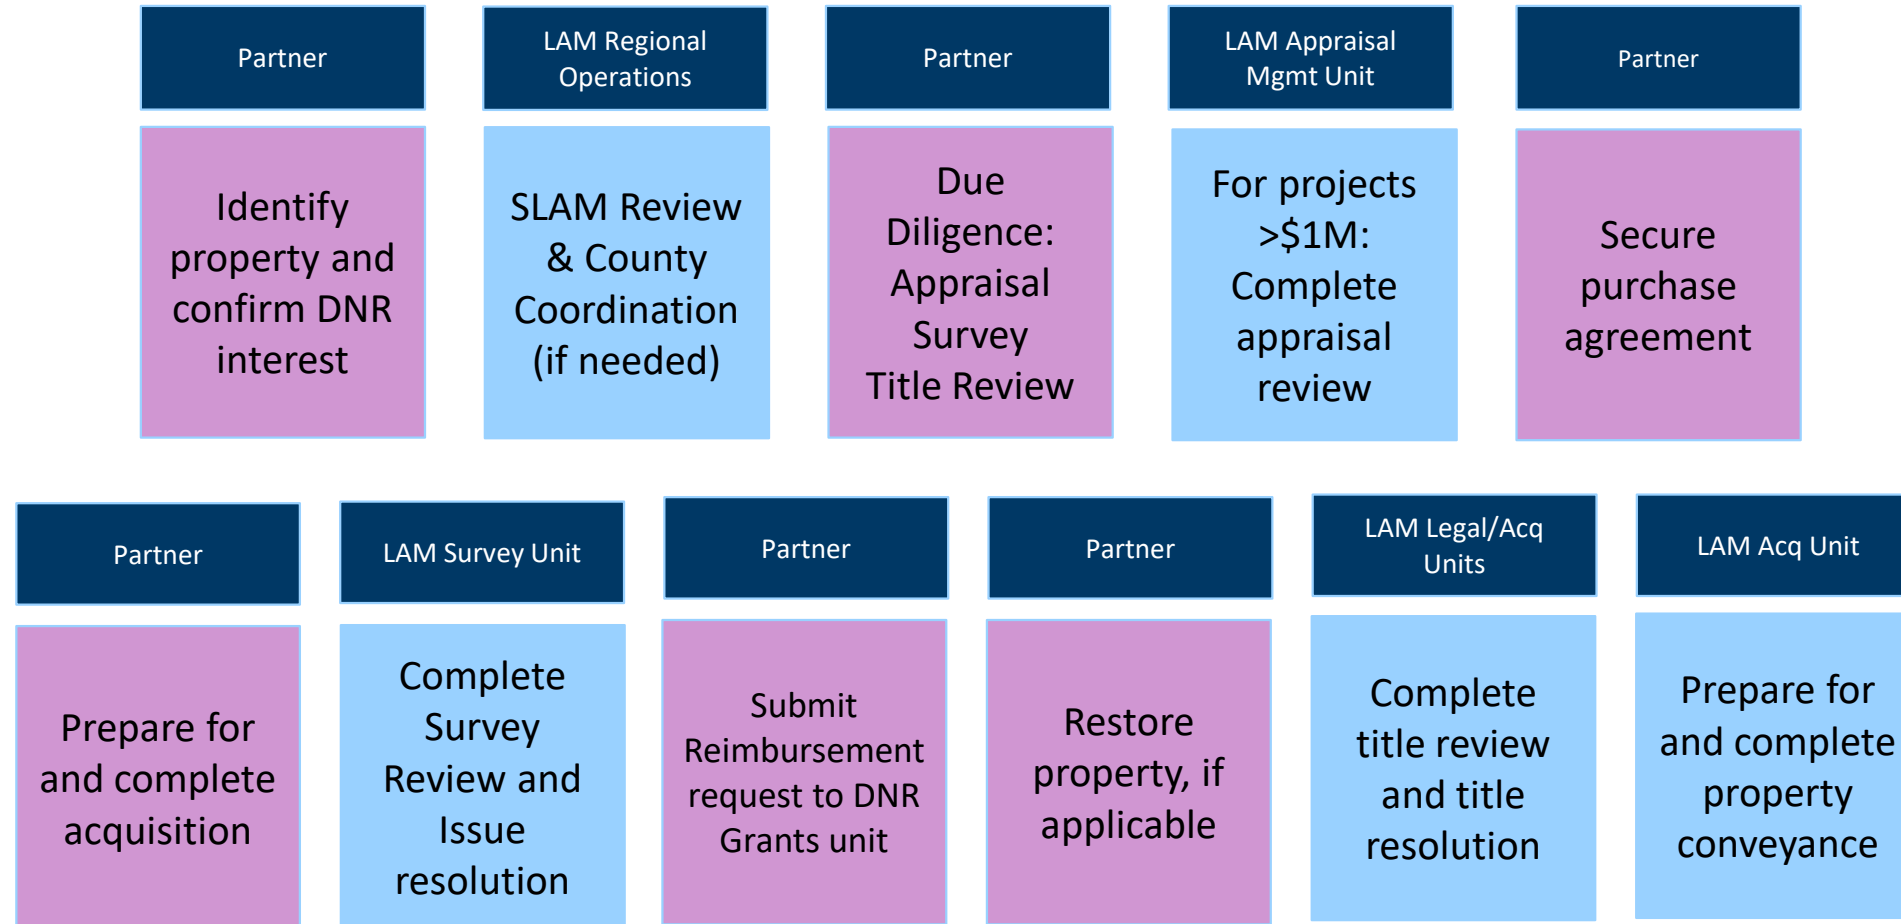 Partner
LAM Regional
Operations
Partner
LAM Appraisal
Mgmt Unit
Partner
Identify
property and
confirm DNR
interest
SLAM Review
& County
Coordination
(if needed)
Due
Diligence:
Appraisal
Survey
Title Review
For projects
>$1M:
Complete
appraisal
review
Secure
purchase
agreement
Partner
LAM Survey Unit
Partner
Partner
LAM Legal/Acq
Units
LAM Acq Unit
Prepare for
and complete
acquisition
Complete
Survey
Review and
Issue
resolution
Submit
Reimbursement
request to DNR
Grants unit
Restore
property, if
applicable
Complete
title review
and title
resolution
Prepare for
and complete
property
conveyance